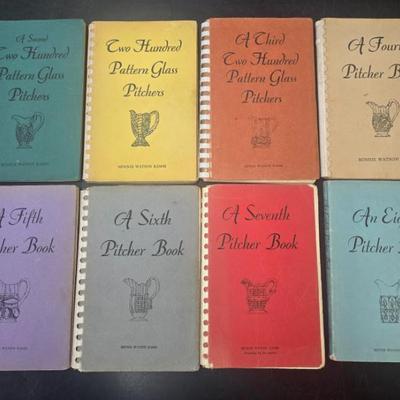 A Second
Two Hundred
Pattern Glass
Pitchers
Two Hundred
Pattern Glass
Pitchers
MINNIE WATSON KAMM
A Third
Two Hundred
Pattern Glass
Pitchers
MINNIE WATSON KAMM
A Four
Pitcher B
MINNIE WATSON
A Fifth
cher Book
MINNIE WATSON KAMM
A Sixth
Pitcher Book
MINNIE WATSON KAMM
A Seventh
Pitcher Book
MINNIE WATSON KAMM
An Ei
Pitcher
MINNIE WATSON